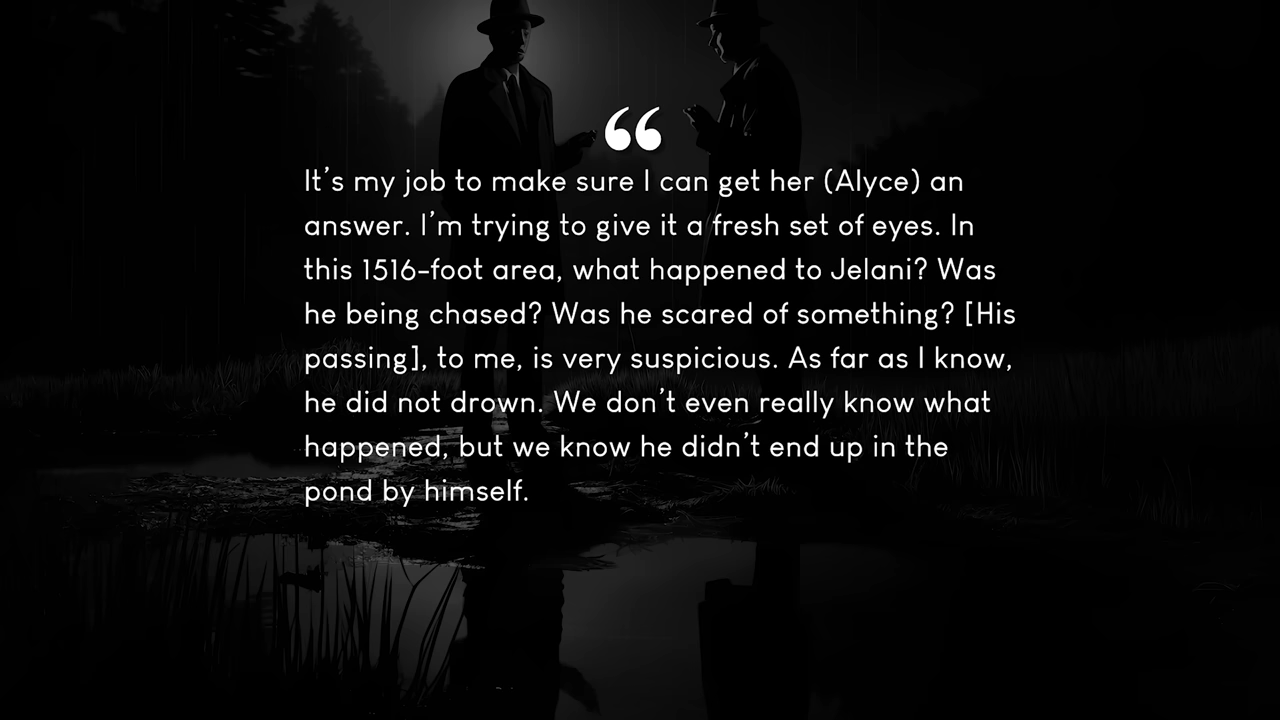 “
It’s my job to make sure I can get her (Alyce) an
answer. I’m trying to give it a fresh set of eyes. In
this 1516-foot area, what happened to Jelani? Was
he being chased? Was he scared of something? [His
passing], to me, is very suspicious. As far as I know,
he did not drown. We don’t even really know what
happened, but we know he didn’t end up in the
pond by himself.